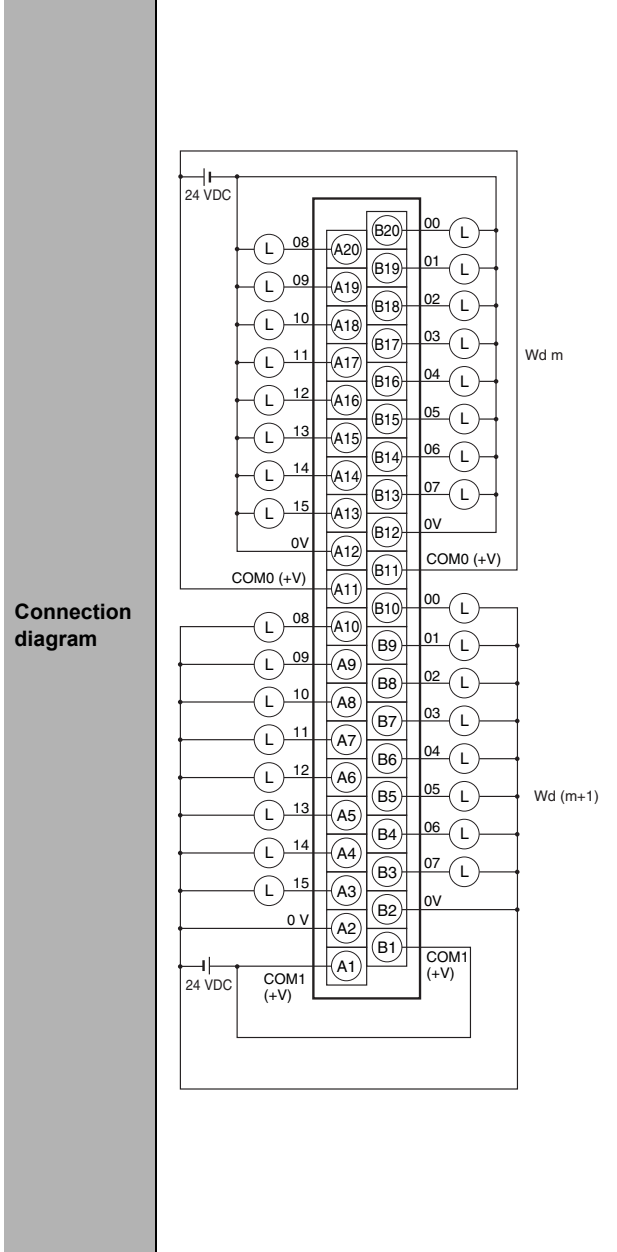 Connection
diagram
24 VDC
08 A20 B20 00 L
L 09 A19 B19 01 L
L 10 A18 B18 02 L
L 11 A17 B17 03 L
L 12 A16 B16 04 L
L 13 A15 B15 05 L
L 14 A14 B14 06 L
L 15 A13 B13 07 L
L
0V A12 B12 0V
COM0 (+V) A11 B11 COM0 (+V)
Wd m
L 08 A10 B10 00 L
L 09 A9 B9 01 L
L 10 A8 B8 02 L
L 11 A7 B7 03 L
L 12 A6 B6 04 L
L 13 A5 B5 05 L
L 14 A4 B4 06 L
L 15 A3 B3 07 L
0 V A2 B2 0V
Wd (m+1)
24 VDC
COM1
(+V)
A1 B1
COM1
(+V)